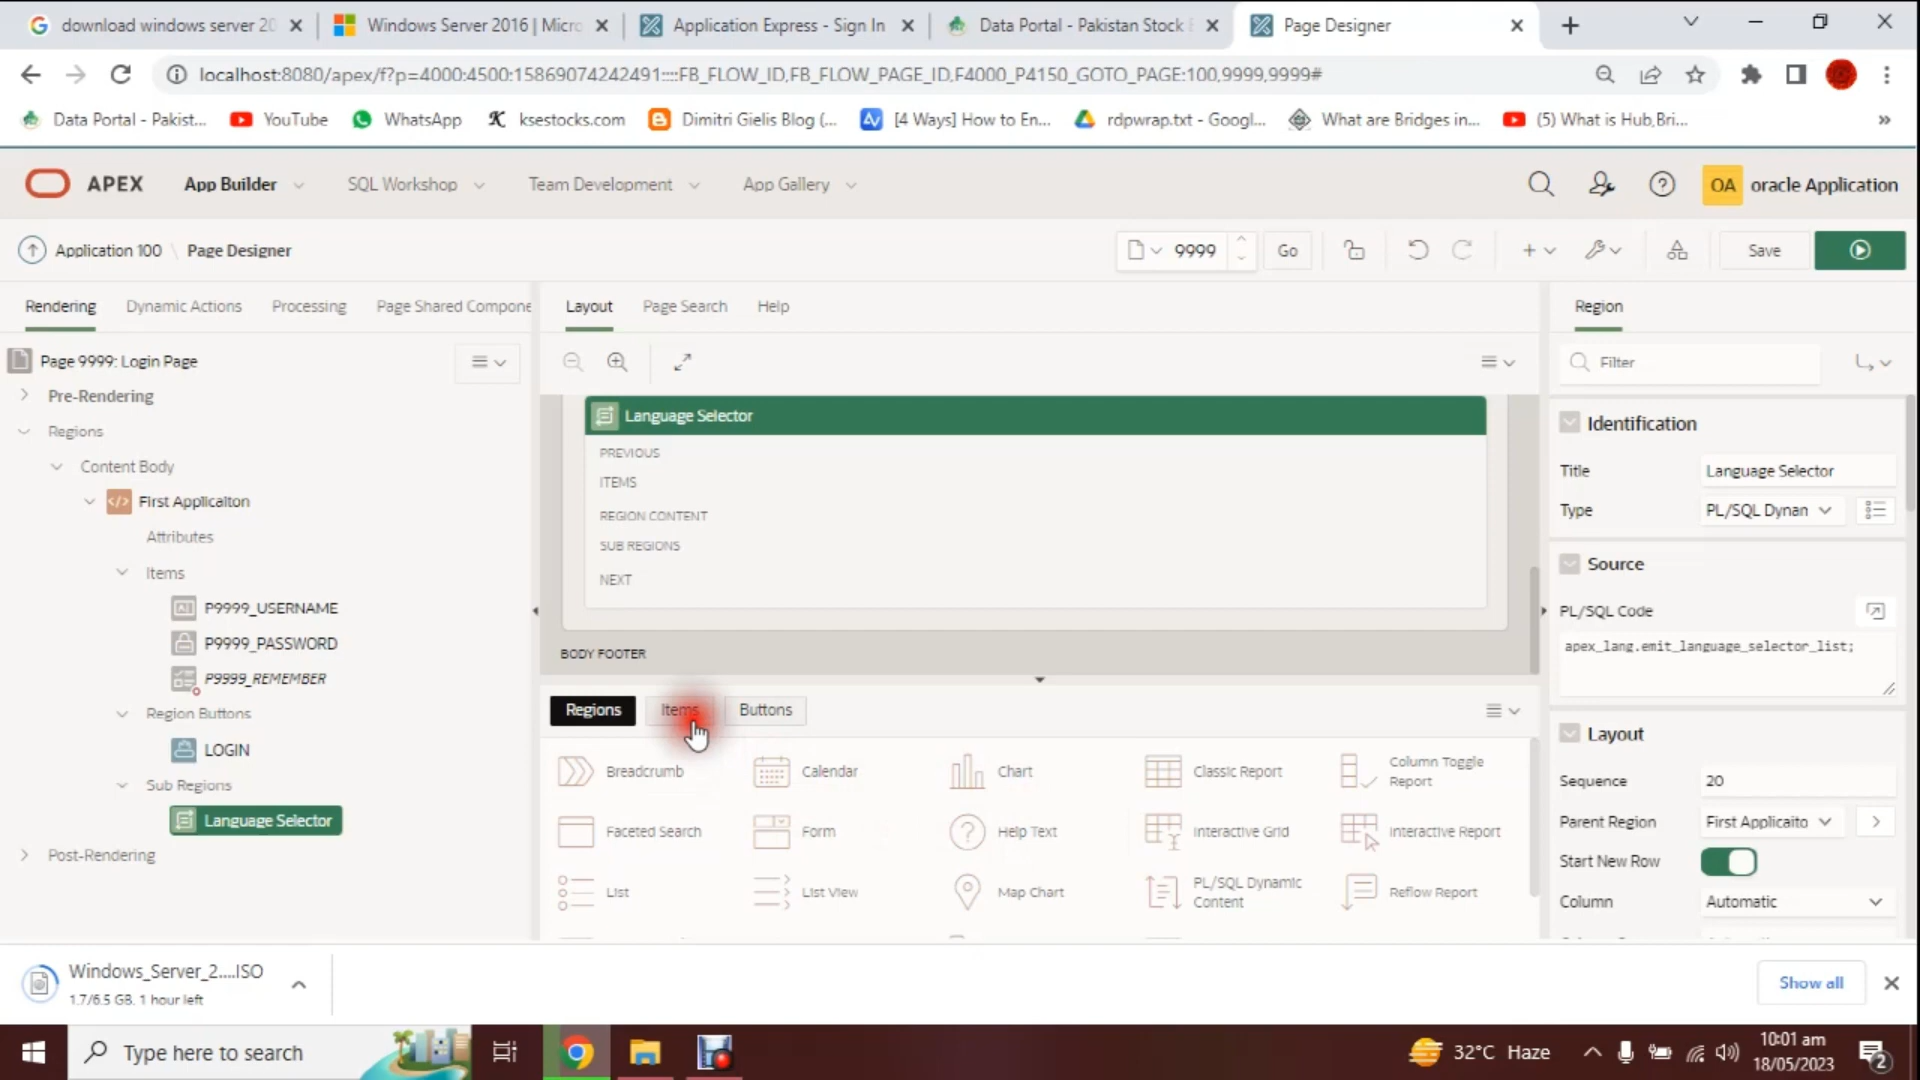 download windows server 20
Windows Server 2016 | Micro
Application Express - Sign In
Data Portal - Pakistan Stock E
Page Designer
localhost:8080/apex/f?p=4000:4500:15869074242491::::FB_FLOW_ID,FB_FLOW_PAGE_ID,F4000_P4150_GOTO_PAGE:100,9999,9999#
Data Portal - Pakist...
YouTube
WhatsApp
ksestocks.com
Dimitri Gielis Blog (...
[4 Ways] How to En...
rdpwrap.txt - Googl...
What are Bridges in...
(5) What is Hub,Bri...
»
APEX
App Builder
SQL Workshop
Team Development
App Gallery
OA
oracle Application
Application 100 \ Page Designer
9999
Go
Save
Rendering
Dynamic Actions
Processing
Page Shared Compone
Layout
Page Search
Help
Region
Page 9999: Login Page
Pre-Rendering
Regions
Content Body
First Applicaiton
Attributes
Items
P9999_USERNAME
P9999_PASSWORD
P9999_REMEMBER
Region Buttons
LOGIN
Sub Regions
Language Selector
Post-Rendering
Language Selector
PREVIOUS
ITEMS
REGION CONTENT
SUB REGIONS
NEXT
BODY FOOTER
Regions
Items
Buttons
Breadcrumb
Calendar
Chart
Classic Report
Column Toggle
Report
Faceted Search
Form
Help Text
Interactive Grid
Interactive Report
List
List View
Map Chart
PL/SQL Dynamic
Content
Reflow Report
Filter
Identification
Title
Language Selector
Type
PL/SQL Dynan
Source
PL/SQL Code
apex_lang.emit_language_selector_list;
Layout
Sequence
20
Parent Region
First Applicaito
Start New Row
Column
Automatic
Windows_Server_2....ISO
1.7/6.5 GB, 1 hour left
Show all
Type here to search
32°C Haze
10:01 am
18/05/2023
2